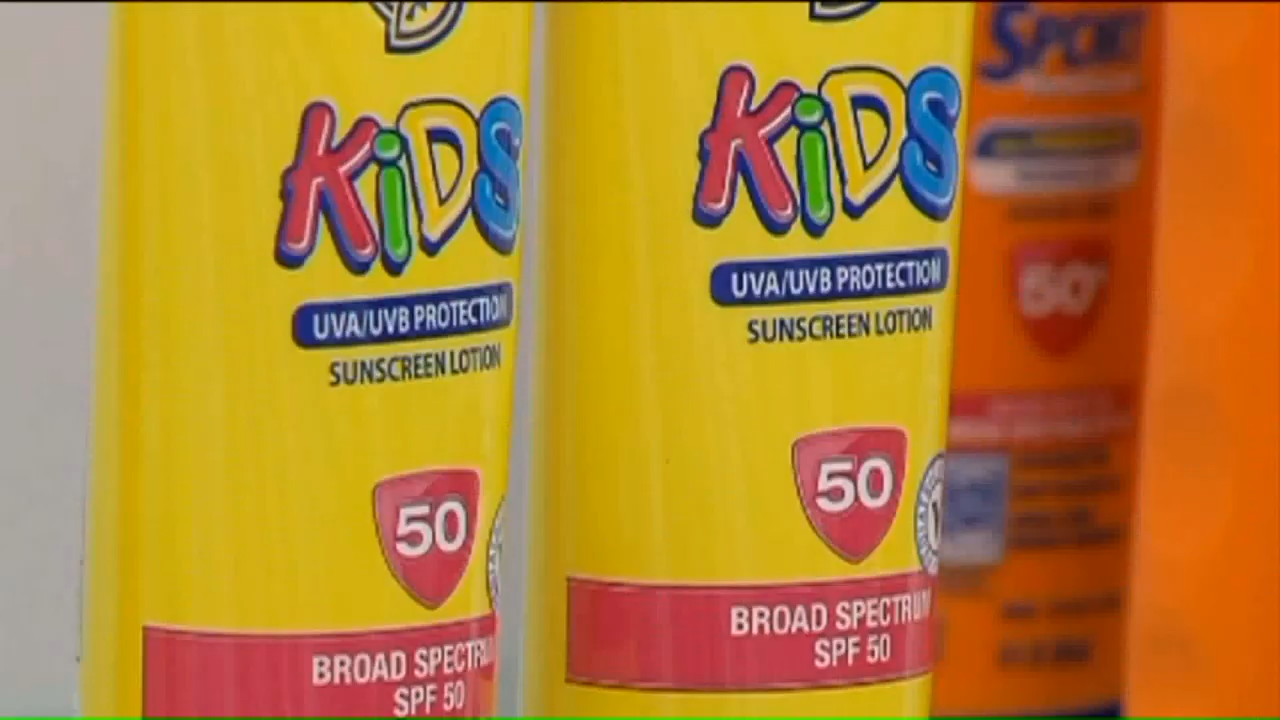 KiDS
UVA/UVB PROTECTION
SUNSCREEN LOTION
50
BROAD SPECTRU
SPF 50
KiDS
UVA/UVB PROTECTION
SUNSCREEN LOTION
50
BROAD SPECTRUM
SPF 50
SPORT
50+